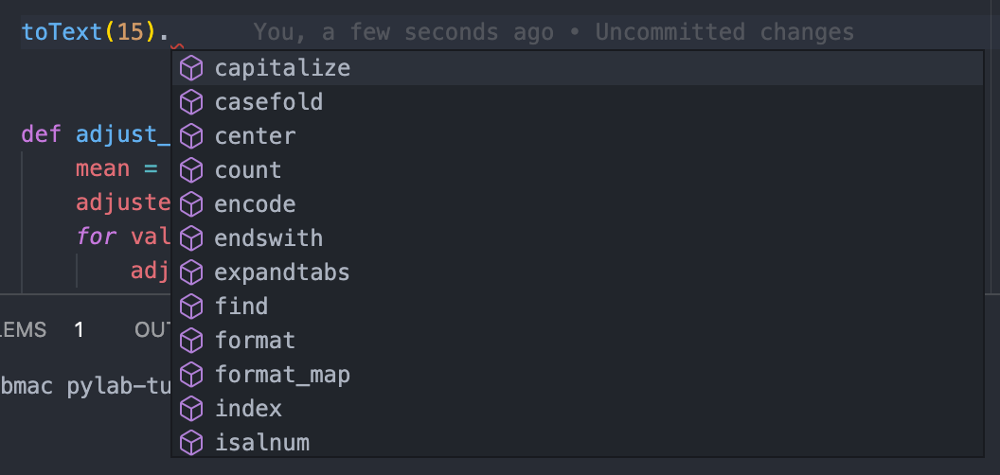 toText(15). You, a few seconds ago • Uncommitted changes
capitalize
casefold
def adjust_ center
mean = count
adjuste encode
for val endswith
adj expandtabs
find
LEMS 1 OUT format
bmac pylab-tu format_map
index
isalnum